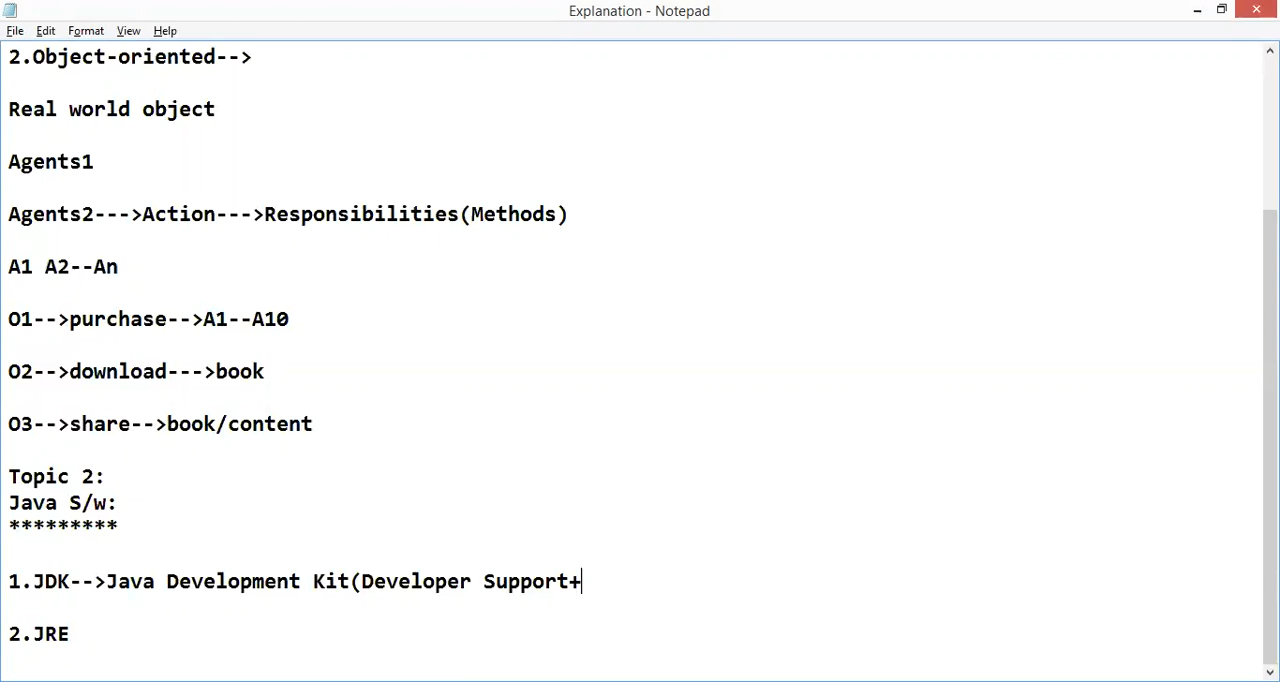 Explanation - Notepad
File Edit Format View Help
2.Object-oriented-->
Real world object
Agents1
Agents2--->Action--->Responsibilities(Methods)
A1 A2--An
O1-->purchase-->A1--A10
O2-->download--->book
O3-->share-->book/content
Topic 2:
Java S/w:
*********
1.JDK-->Java Development Kit(Developer Support+
2.JRE